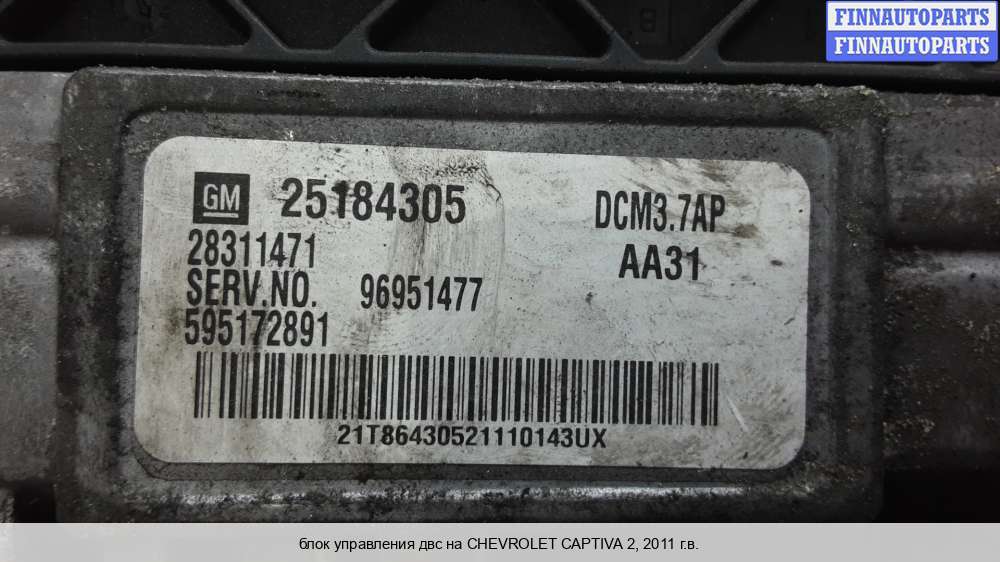 FINNAUTOPARTS
FINNAUTOPARTS
GM 25184305 DCM3.7AP
28311471 AA31
SERV.NO. 96951477
595172891
21T86430521110143UX
блок управления двс на CHEVROLET CAPTIVA 2, 2011 г.в.